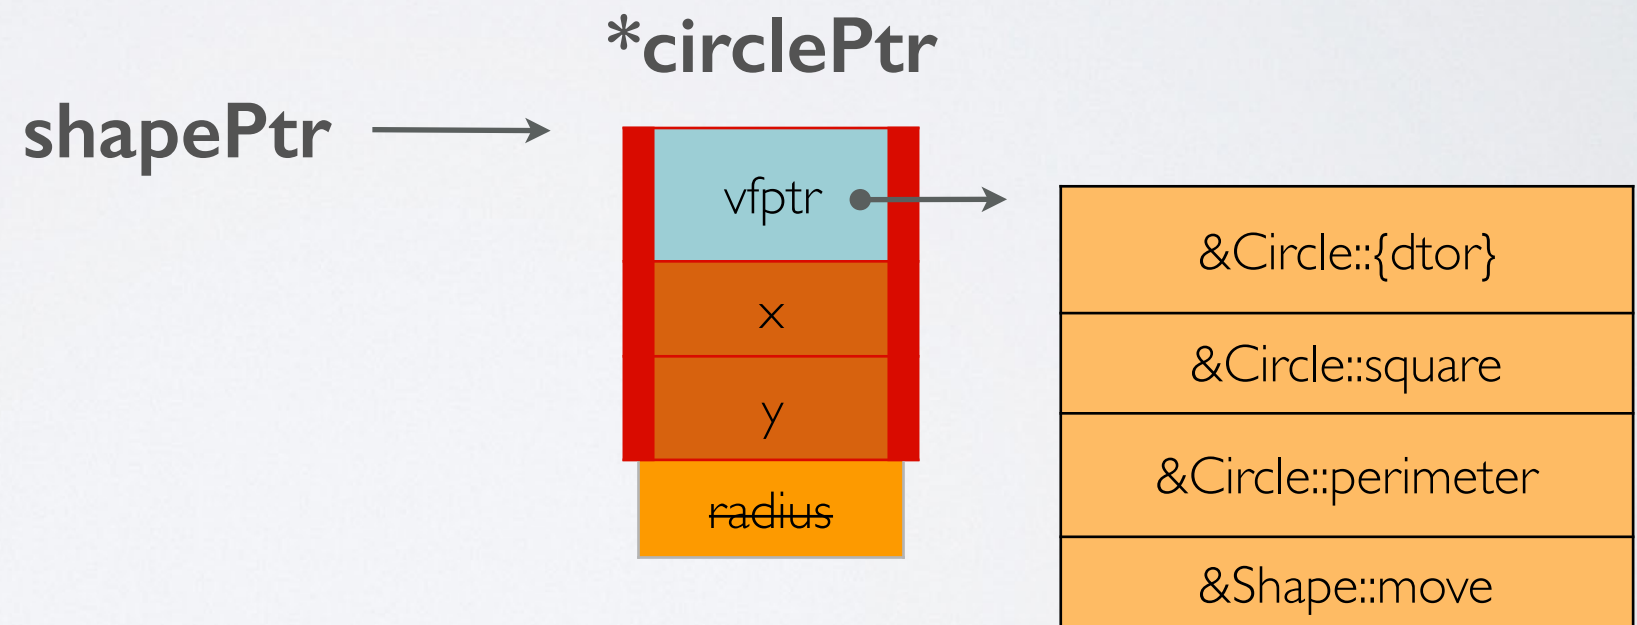 *circlePtr
shapePtr
vfptr
x
y
radius
&Circle::{dtor}
&Circle::square
&Circle::perimeter
&Shape::move